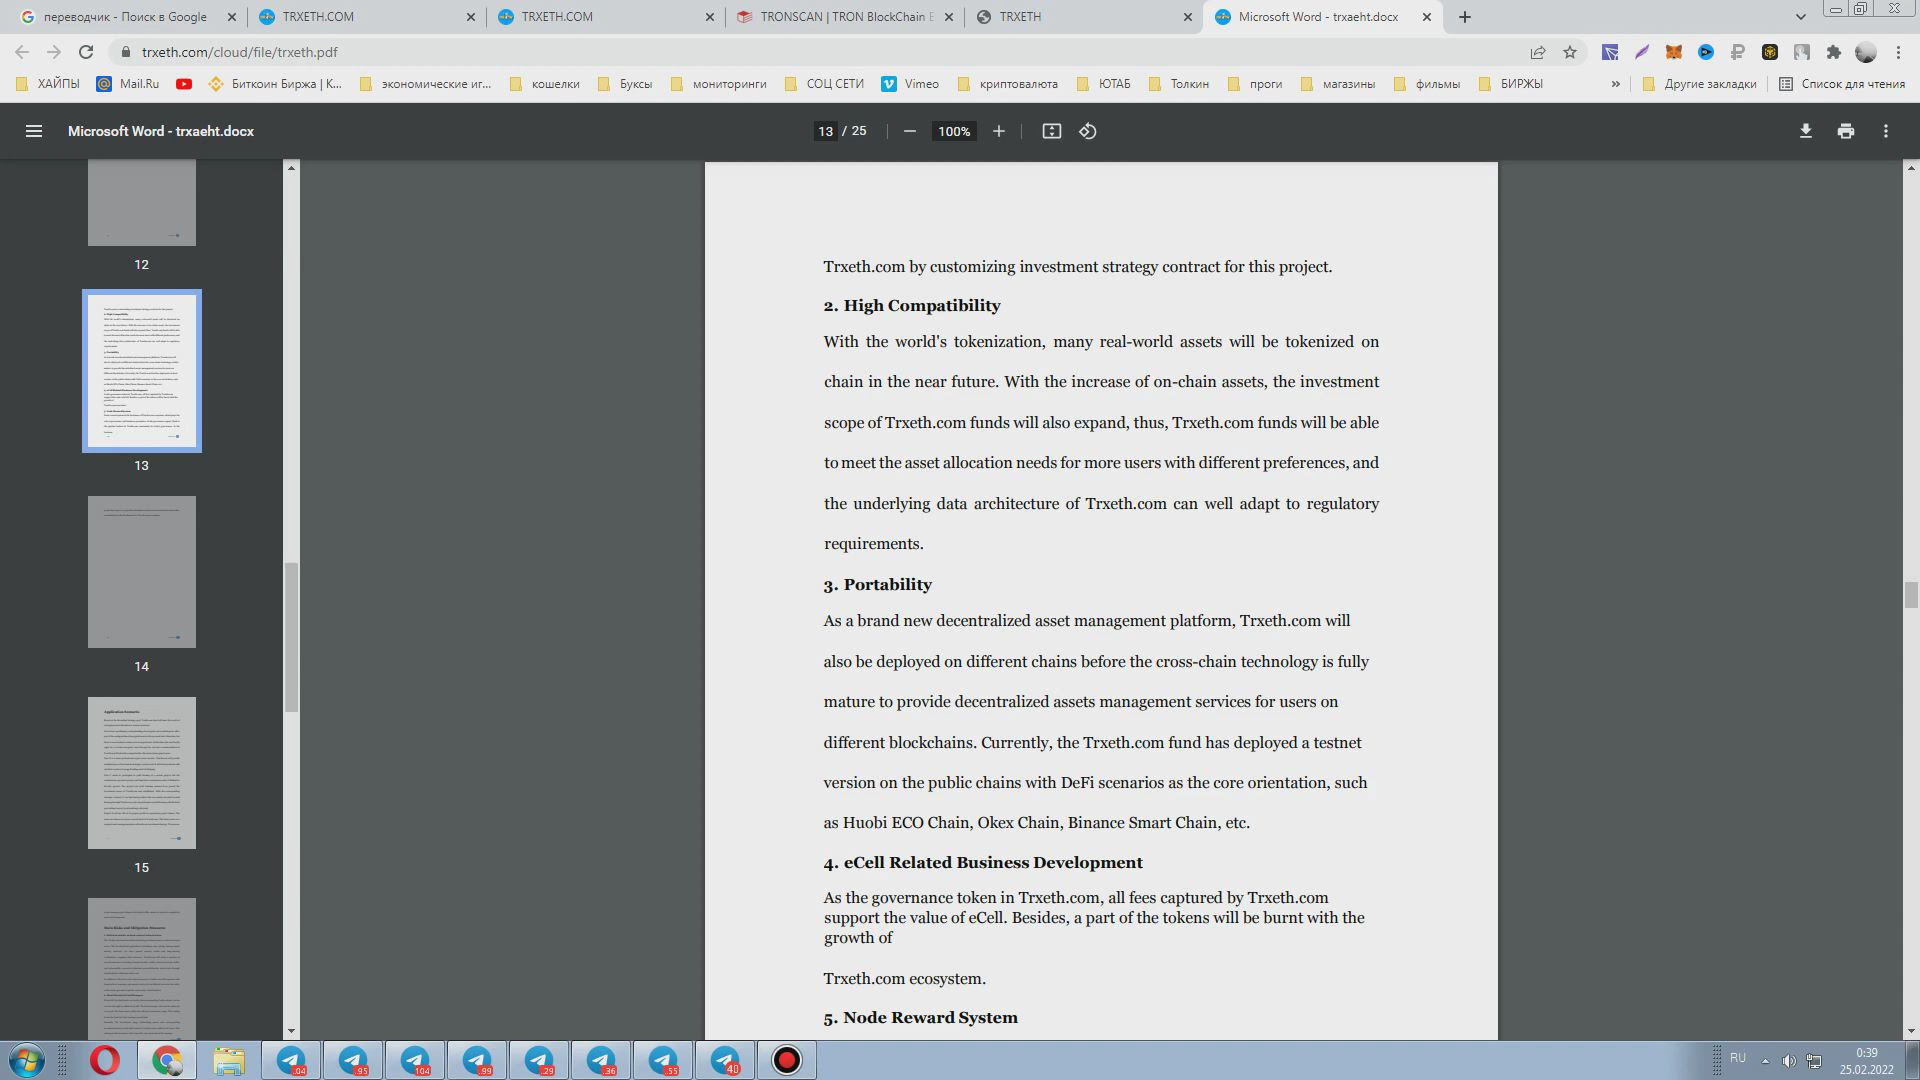 переводчик - Поиск в Google
TRXETH.COM
TRXETH.COM
TRONSCAN | TRON BlockChain E
TRXETH
Microsoft Word - trxaeht.docx
trxeth.com/cloud/file/trxeth.pdf
ХАЙПЫ
Mail.Ru
Биткоин Биржа | К...
экономические иг...
кошелки
Буксы
мониторинги
СОЦ СЕТИ
Vimeo
криптовалюта
ЮТАБ
Толкин
проги
магазины
фильмы
БИРЖЫ
»
Другие закладки
Список для чтения
Microsoft Word - trxaeht.docx
13 / 25
100%
12
13
14
Application Scenario
15
Trxeth.com by customizing investment strategy contract for this project.
2. High Compatibility
With the world's tokenization, many real-world assets will be tokenized on
chain in the near future. With the increase of on-chain assets, the investment
scope of Trxeth.com funds will also expand, thus, Trxeth.com funds will be able
to meet the asset allocation needs for more users with different preferences, and
the underlying data architecture of Trxeth.com can well adapt to regulatory
requirements.
3. Portability
As a brand new decentralized asset management platform, Trxeth.com will
also be deployed on different chains before the cross-chain technology is fully
mature to provide decentralized assets management services for users on
different blockchains. Currently, the Trxeth.com fund has deployed a testnet
version on the public chains with DeFi scenarios as the core orientation, such
as Huobi ECO Chain, Okex Chain, Binance Smart Chain, etc.
4. eCell Related Business Development
As the governance token in Trxeth.com, all fees captured by Trxeth.com
support the value of eCell. Besides, a part of the tokens will be burnt with the
growth of
Trxeth.com ecosystem.
5. Node Reward System
.04
.95
104
.99
.29
.36
.55
40
RU
0:39
25.02.2022